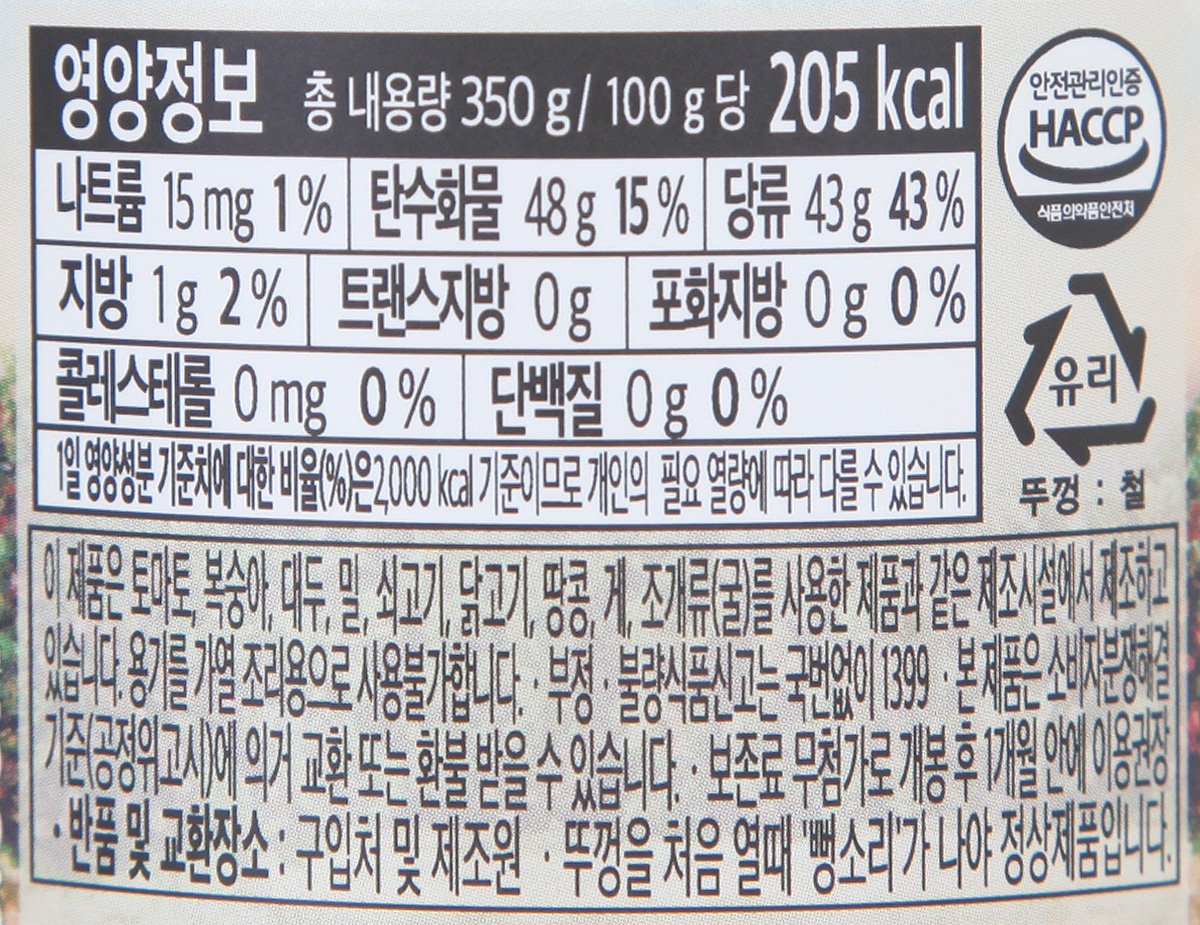 영양정보 총 내용량 350 g / 100 g 당 205 kcal
나트륨 15 mg 1 % 탄수화물 48 g 15 % 당류 43 g 43 %
지방 1 g 2 % 트랜스지방 0 g 포화지방 0 g 0 %
콜레스테롤 0 mg 0 % 단백질 0 g 0 %
1일 영양성분 기준치에 대한 비율(%)은 2,000 kcal 기준이므로 개인의 필요 열량에 따라 다를 수 있습니다.
안전관리인증
HACCP
식품의약품안전처
유리
뚜껑 : 철
이 제품은 토마토, 복숭아, 대두, 밀, 쇠고기, 닭고기, 땅콩, 게, 조개류(굴)를 사용한 제품과 같은 제조시설에서 제조하고
있습니다. 용기를 가열 조리용으로 사용불가합니다. · 부정 · 불량식품신고는 국번없이 1399 · 본 제품은 소비자분쟁해결
기준(공정위고시)에 의거 교환 또는 환불 받을 수 있습니다. · 보존료 무첨가로 개봉 후 1개월 안에 이용권장
· 반품 및 교환장소 : 구입처 및 제조원 · 뚜껑을 처음 열때 '뻥소리'가 나야 정상제품입니다.